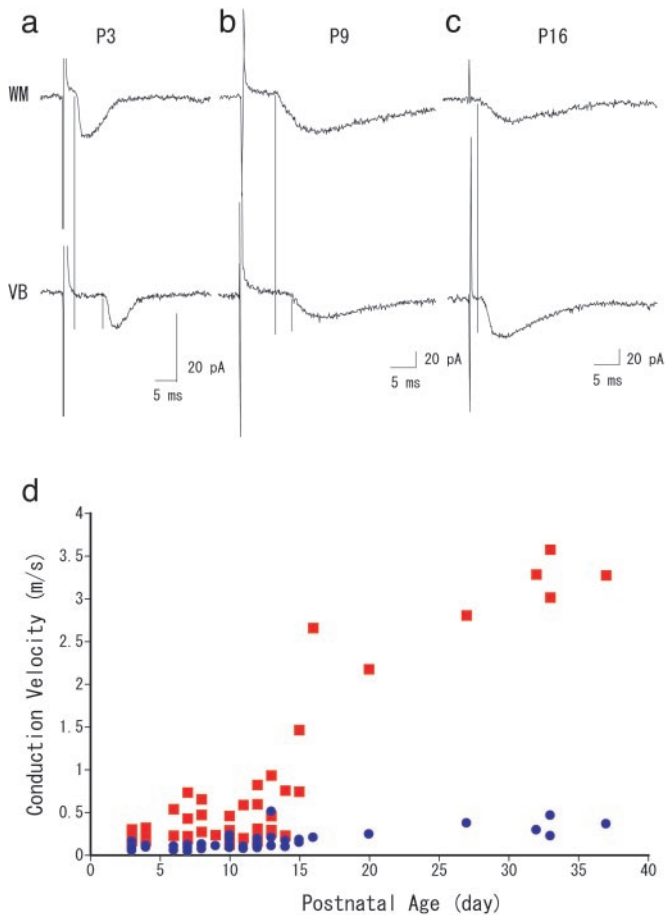 a b c
P3 P9 P16
WM
VB
20 pA 20 pA 20 pA
5 ms 5 ms 5 ms
d
Conduction Velocity (m/s)
4
3.5
3
2.5
2
1.5
1
0.5
0
0 5 10 15 20 25 30 35 40
Postnatal Age (day)